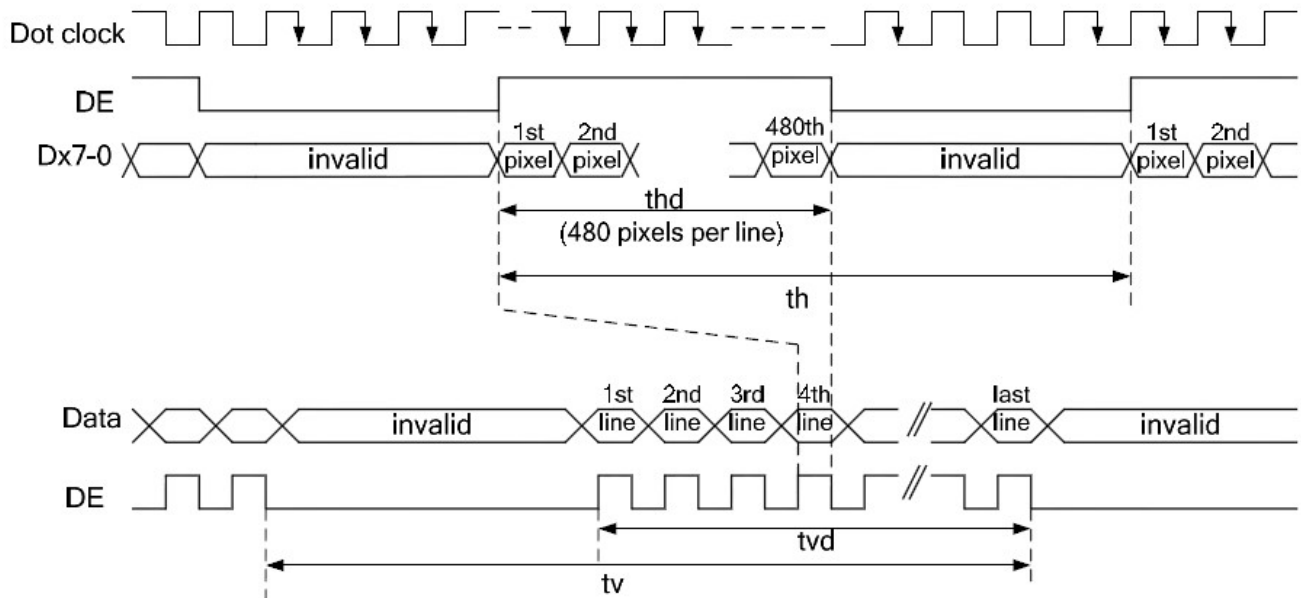 Dot clock
DE
1st 2nd 480th 1st 2nd
Dx7-0 invalid pixel pixel pixel invalid pixel pixel
thd
(480 pixels per line)
th
1st 2nd 3rd 4th last
Data invalid line line line line line invalid
DE
tvd
tv